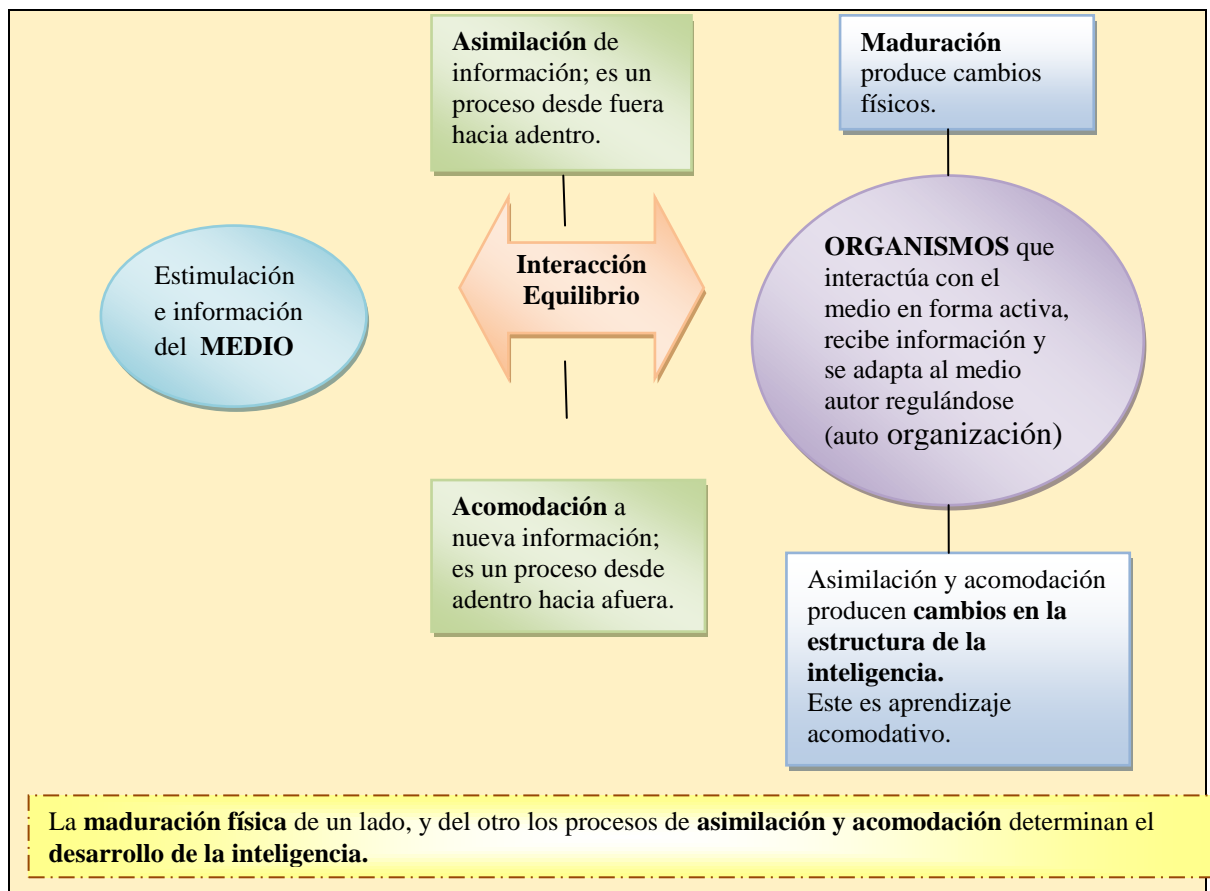 Asimilación de
información; es un
proceso desde fuera
hacia adentro.
Maduración
produce cambios
físicos.
Estimulación
e información
del MEDIO
Interacción
Equilibrio
ORGANISMOS que
interactúa con el
medio en forma activa,
recibe información y
se adapta al medio
autor regulándose
(auto organización)
Acomodación a
nueva información;
es un proceso desde
adentro hacia afuera.
Asimilación y acomodación
producen cambios en la
estructura de la
inteligencia.
Este es aprendizaje
acomodativo.
La maduración física de un lado, y del otro los procesos de asimilación y acomodación determinan el
desarrollo de la inteligencia.